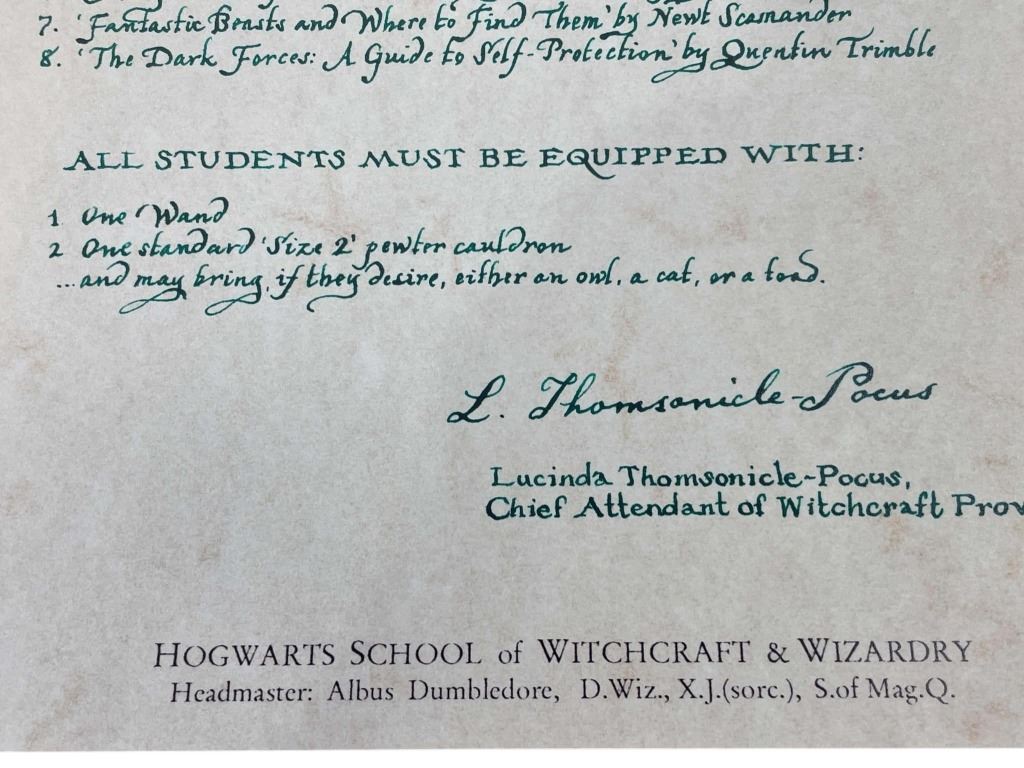 7. 'Fantastic Beasts and Where to Find Them' by Newt Scamander
8. 'The Dark Forces: A Guide to Self-Protection' by Quentin Trimble
ALL STUDENTS MUST BE EQUIPPED WITH:
1 One Wand
2 One standard 'Size 2' pewter cauldron
...and may bring, if they desire, either an owl, a cat, or a toad.
L. Thomsonicle-Pocus
Lucinda Thomsonicle-Pocus,
Chief Attendant of Witchcraft Prov
HOGWARTS SCHOOL of WITCHCRAFT & WIZARDRY
Headmaster: Albus Dumbledore, D.Wiz., X.J.(sorc.), S.of Mag.Q.